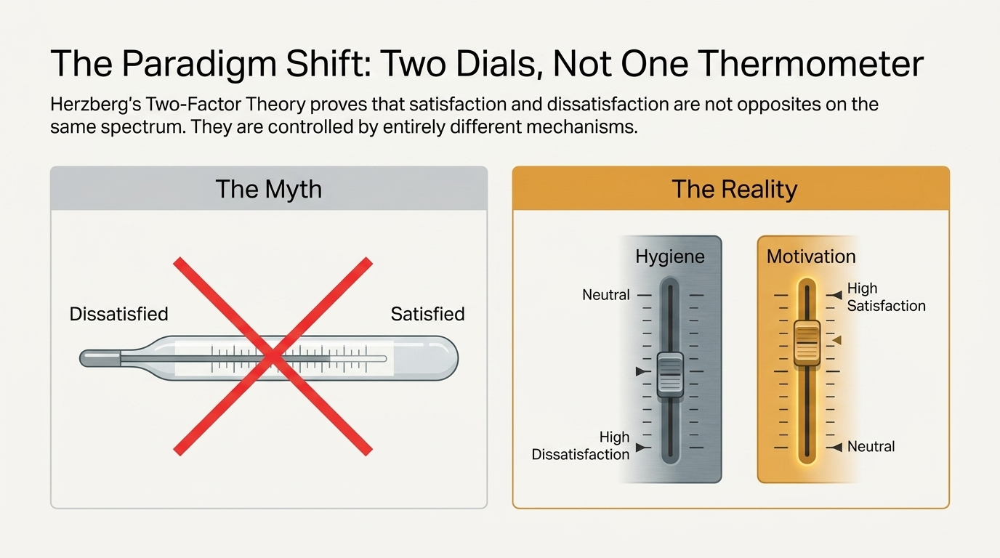 The Paradigm Shift: Two Dials, Not One Thermometer
Herzberg's Two-Factor Theory proves that satisfaction and dissatisfaction are not opposites on the
same spectrum. They are controlled by entirely different mechanisms.
The Myth
Dissatisfied
Satisfied
The Reality
Hygiene
Neutral
High
Dissatisfaction
Motivation
High
Satisfaction
Neutral